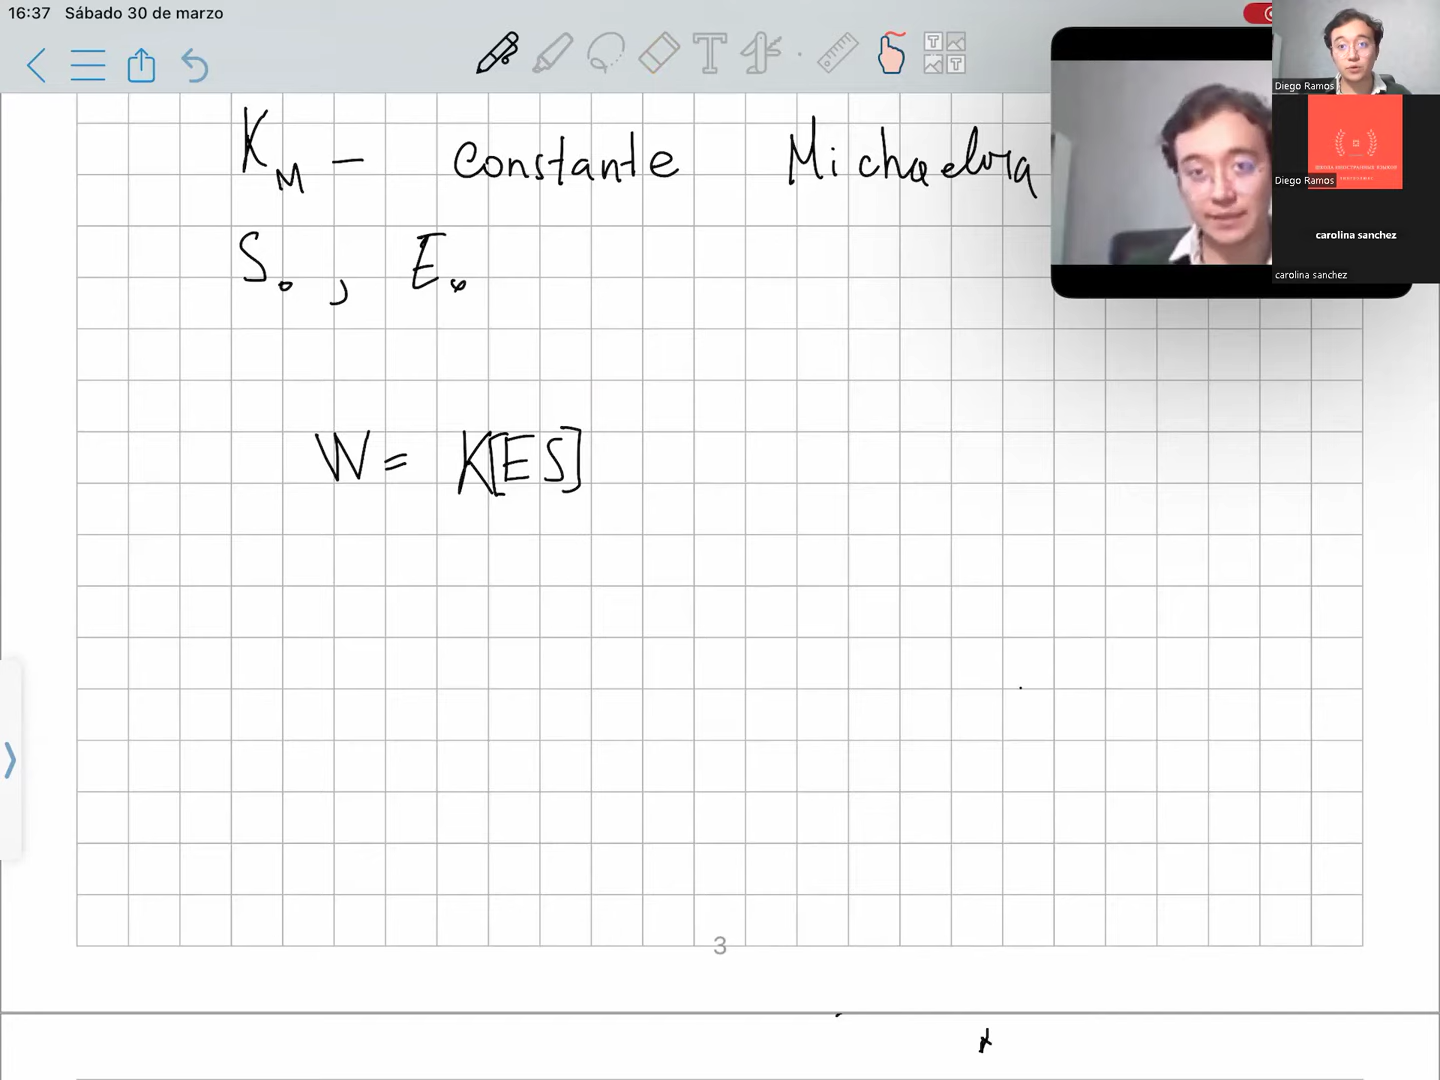 16:37 Sábado 30 de marzo
K_M – constante
S₀ , E₀
W = K[ES]
3
Diego Ramos
Diego Ramos
carolina sanchez
carolina sanchez